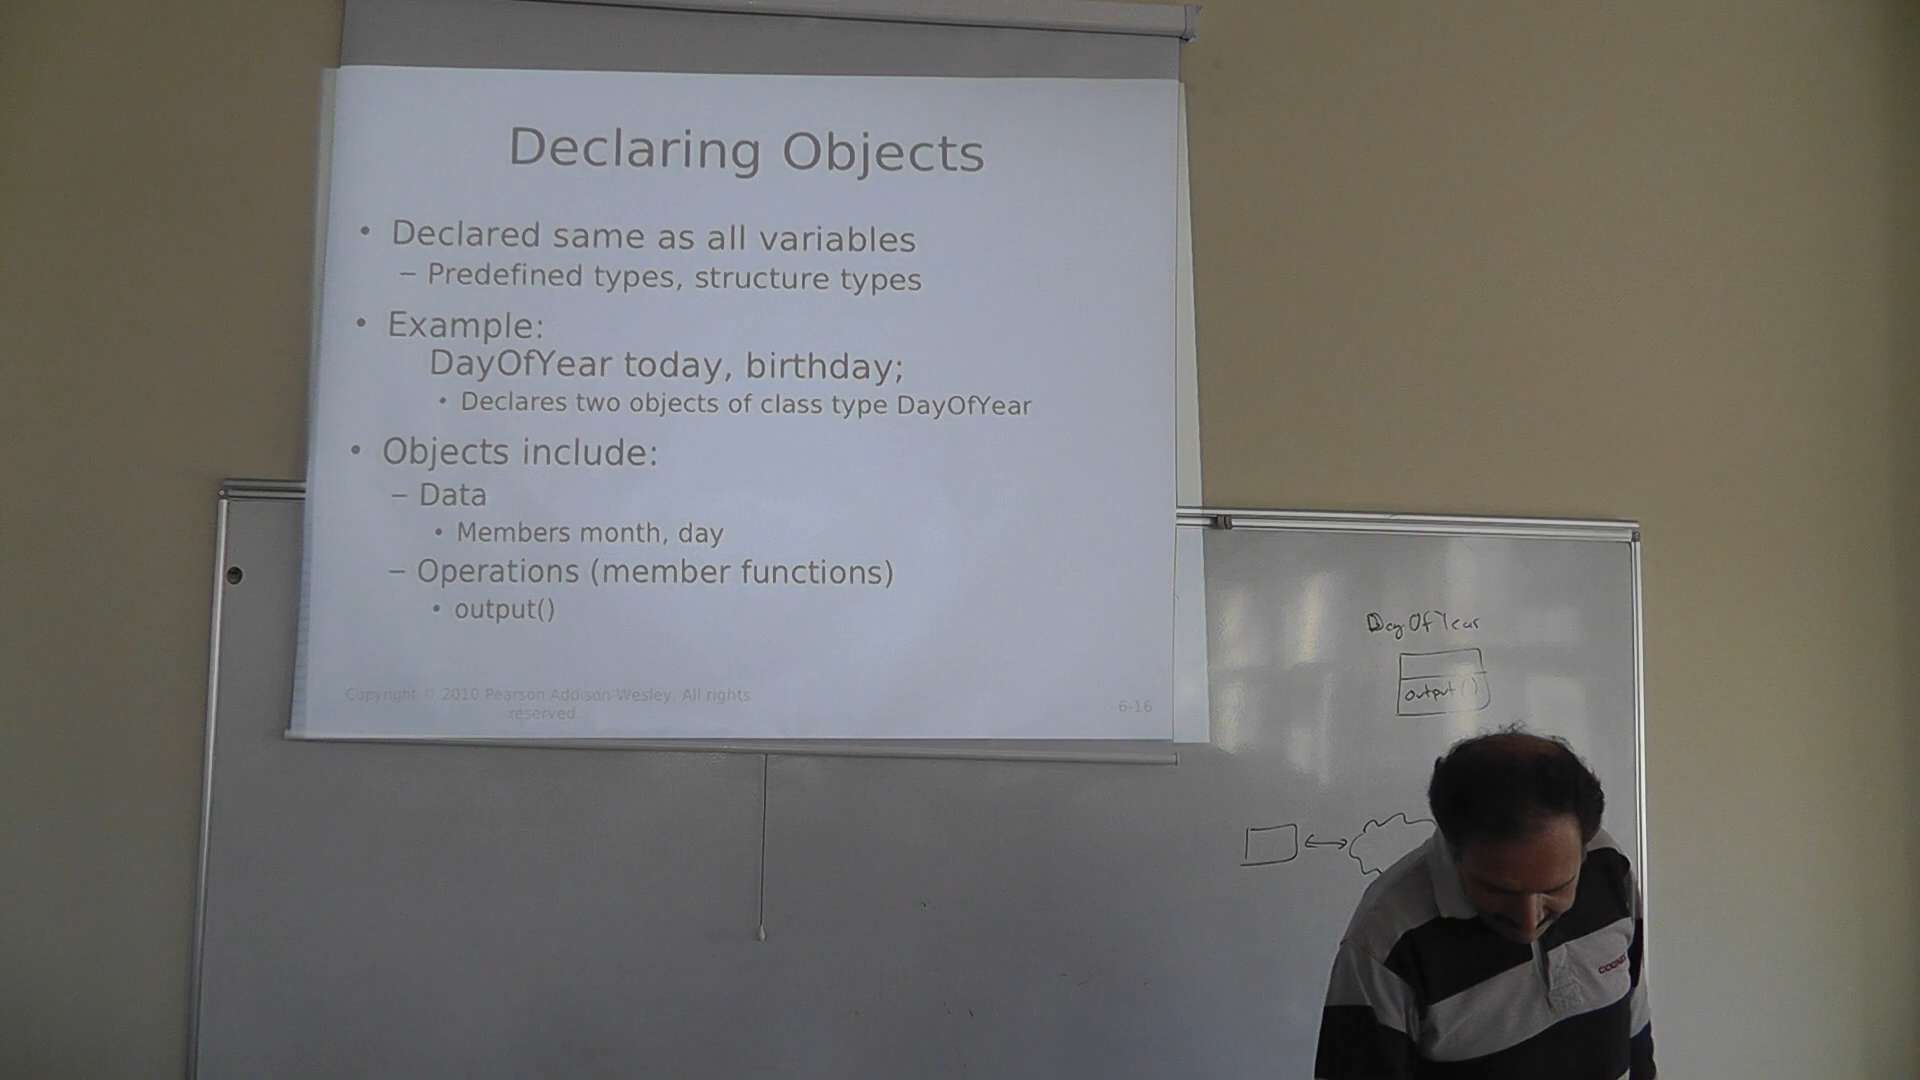 Declaring Objects
• Declared same as all variables
– Predefined types, structure types
• Example:
DayOfYear today, birthday;
• Declares two objects of class type DayOfYear
• Objects include:
– Data
• Members month, day
– Operations (member functions)
• output()
Copyright © 2010 Pearson Addison-Wesley. All rights
reserved.
6-16
DayOfYear
output()